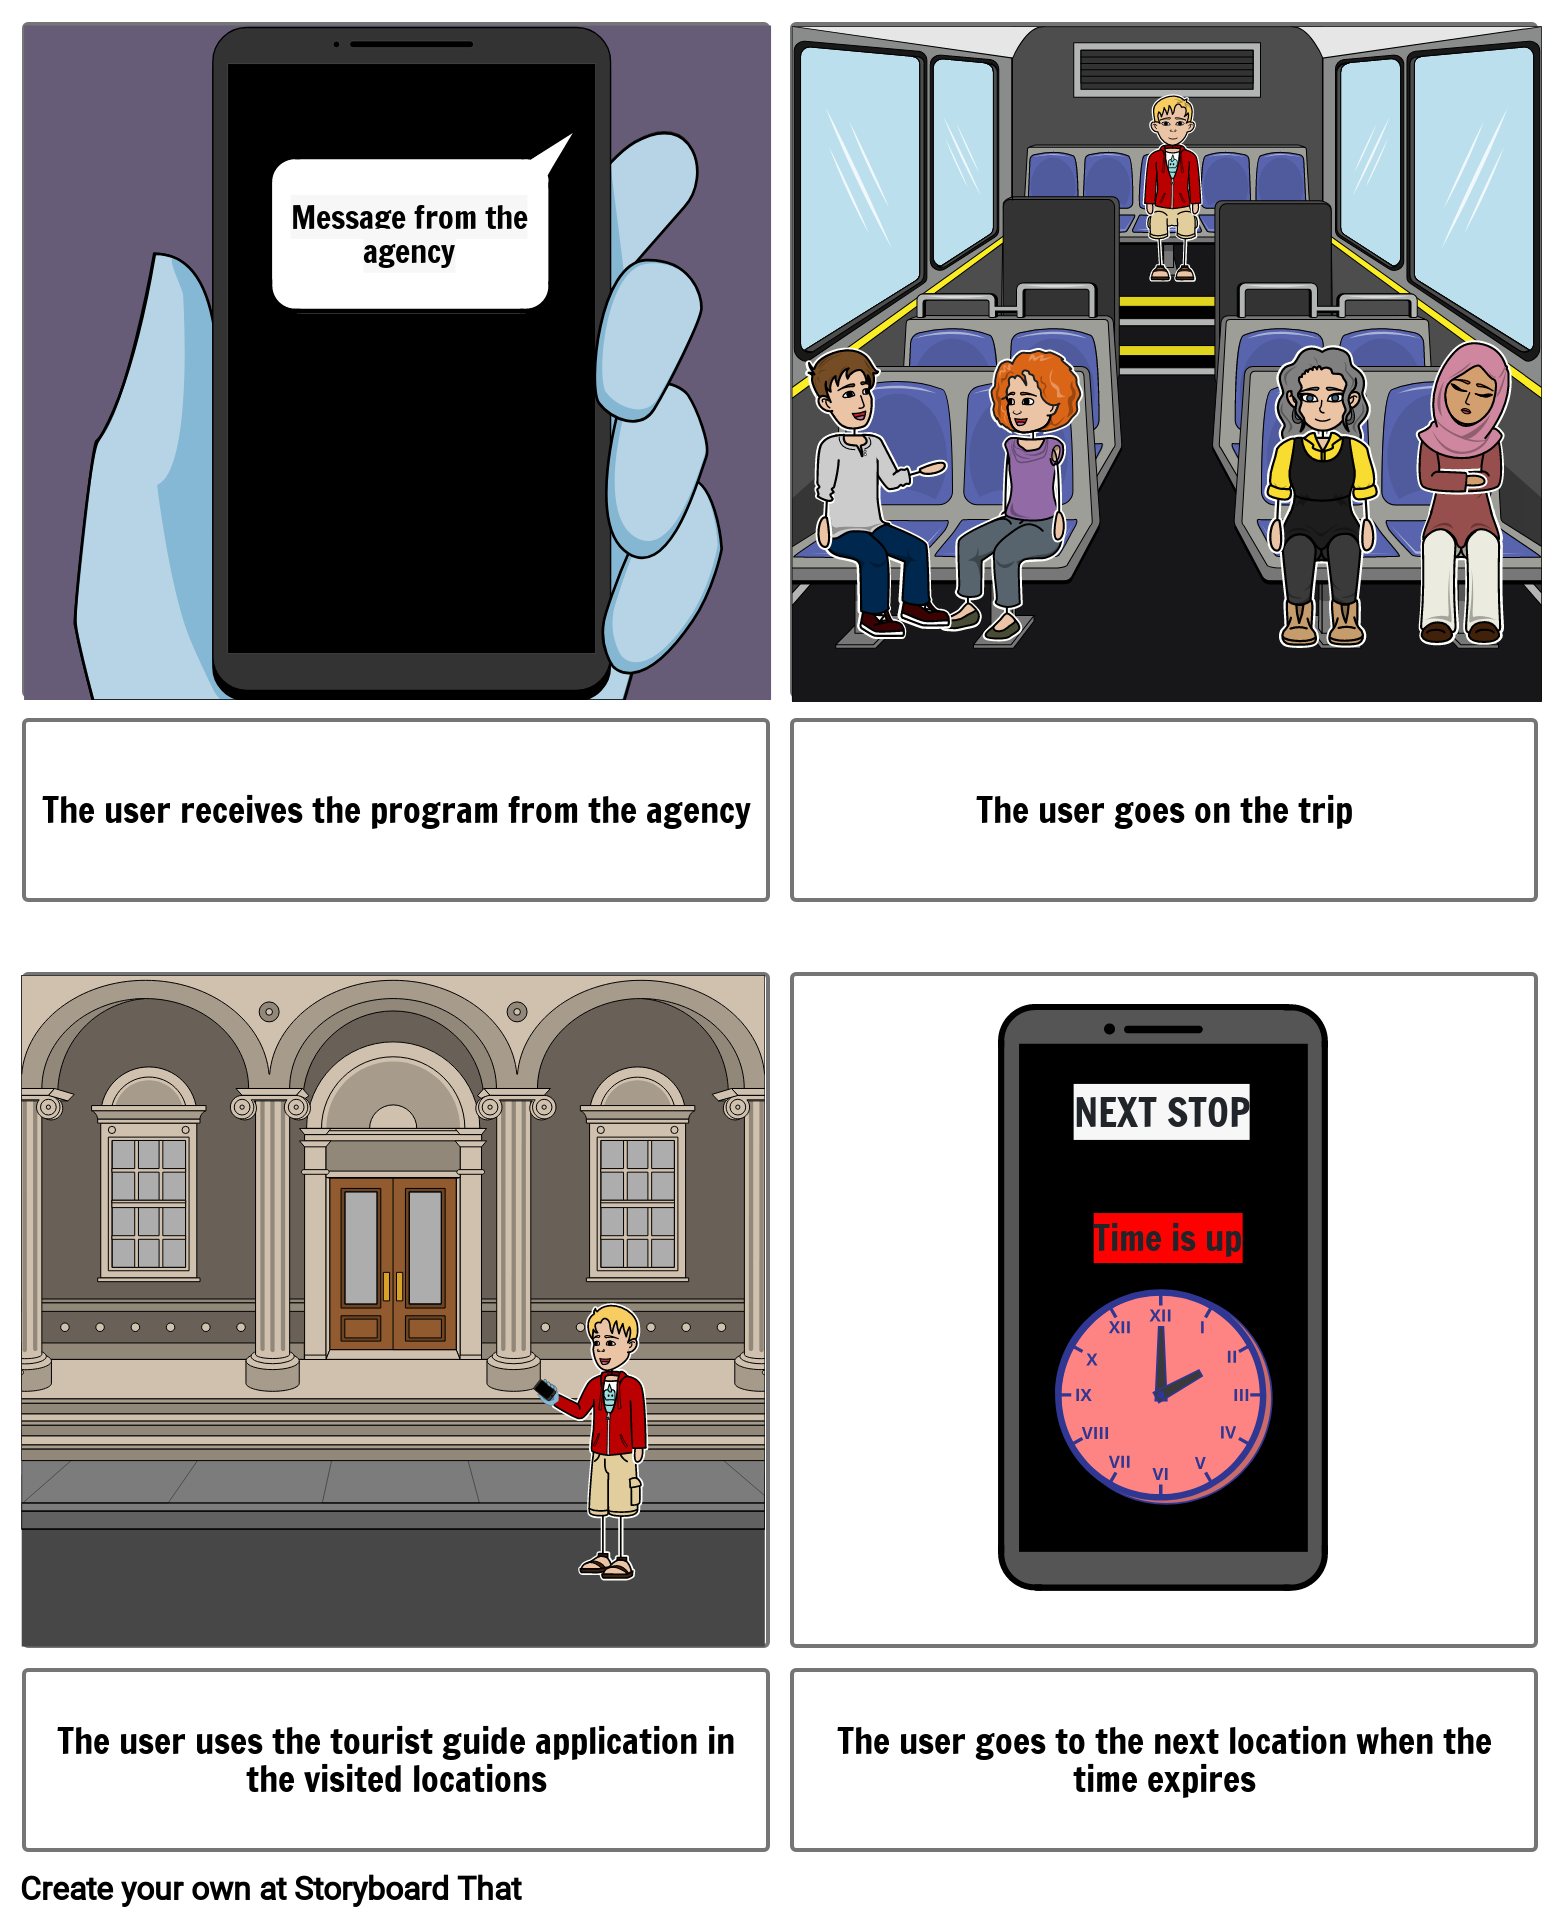 Message from the
agency
The user receives the program from the agency
The user goes on the trip
NEXT STOP
Time is up
XII
XII
I
X
II
IX
III
VIII
IV
VII
V
VI
The user uses the tourist guide application in
the visited locations
The user goes to the next location when the
time expires
Create your own at Storyboard That